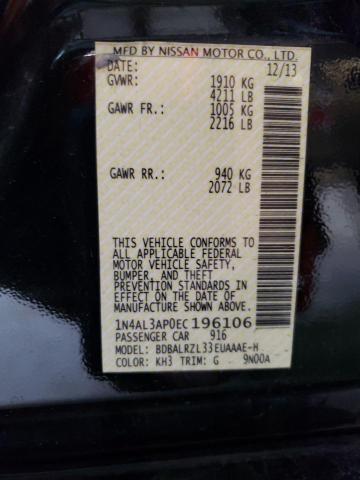 MFD BY NISSAN MOTOR CO., LTD.
DATE: 12/13
GVWR: 1910 KG
4211 LB
GAWR FR.: 1005 KG
2216 LB
GAWR RR.: 940 KG
2072 LB
THIS VEHICLE CONFORMS TO
ALL APPLICABLE FEDERAL
MOTOR VEHICLE SAFETY,
BUMPER, AND THEFT
PREVENTION STANDARDS
IN EFFECT ON THE DATE OF
MANUFACTURE SHOWN ABOVE.
1N4AL3AP0EC196106
PASSENGER CAR 916
MODEL: BDBALRZL33EUAAAE-H
COLOR: KH3 TRIM: G 9N00A